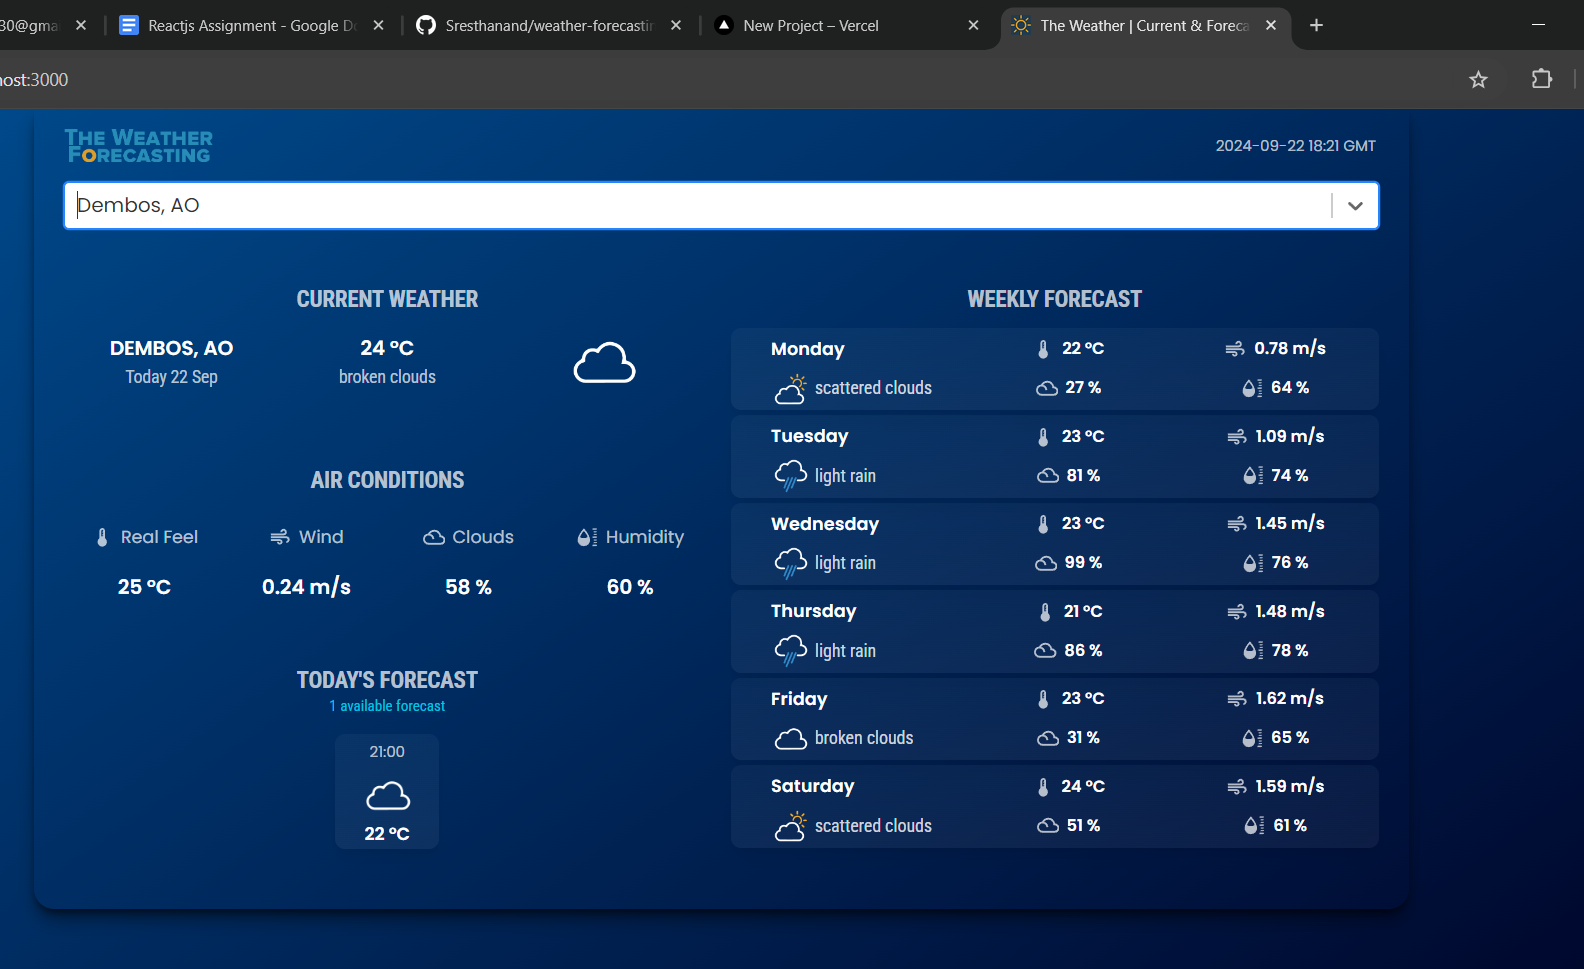 30@gma
Reactjs Assignment - Google Do
Sresthanand/weather-forecastin
New Project – Vercel
The Weather | Current & Foreca
host:3000
THE WEATHER
FORECASTING
2024-09-22 18:21 GMT
Dembos, AO
CURRENT WEATHER
DEMBOS, AO
24 °C
Today 22 Sep
broken clouds
AIR CONDITIONS
Real Feel
Wind
Clouds
Humidity
25 °C
0.24 m/s
58 %
60 %
TODAY'S FORECAST
1 available forecast
21:00
22 °C
WEEKLY FORECAST
Monday
22 °C
0.78 m/s
scattered clouds
27 %
64 %
Tuesday
23 °C
1.09 m/s
light rain
81 %
74 %
Wednesday
23 °C
1.45 m/s
light rain
99 %
76 %
Thursday
21 °C
1.48 m/s
light rain
86 %
78 %
Friday
23 °C
1.62 m/s
broken clouds
31 %
65 %
Saturday
24 °C
1.59 m/s
scattered clouds
51 %
61 %